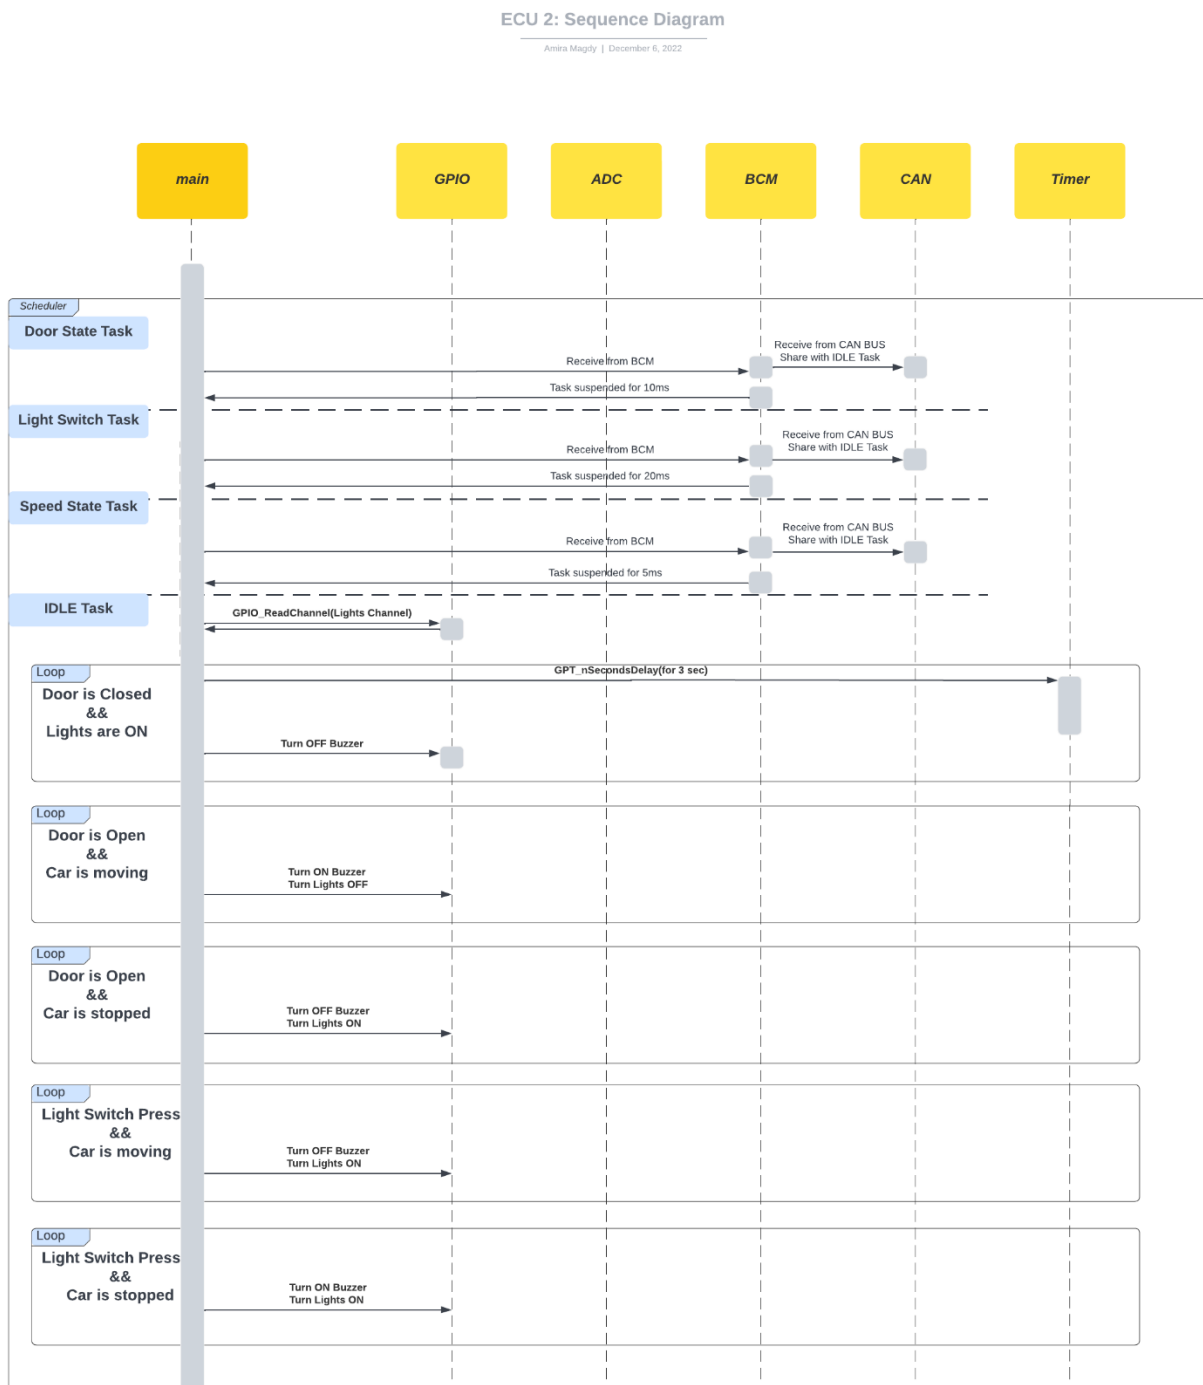 ECU 2: Sequence Diagram
Amira Magdy | December 6, 2022
main
GPIO
ADC
BCM
CAN
Timer
Scheduler
Door State Task
Receive from BCM
Receive from CAN BUS
Share with IDLE Task
Task suspended for 10ms
Light Switch Task
Receive from BCM
Receive from CAN BUS
Share with IDLE Task
Task suspended for 20ms
Speed State Task
Receive from BCM
Receive from CAN BUS
Share with IDLE Task
Task suspended for 5ms
IDLE Task
GPIO_ReadChannel(Lights Channel)
Loop
GPT_nSecondsDelay(for 3 sec)
Door is Closed
&&
Lights are ON
Turn OFF Buzzer
Loop
Door is Open
&&
Car is moving
Turn ON Buzzer
Turn Lights OFF
Loop
Door is Open
&&
Car is stopped
Turn OFF Buzzer
Turn Lights ON
Loop
Light Switch Press
&&
Car is moving
Turn OFF Buzzer
Turn Lights ON
Loop
Light Switch Press
&&
Car is stopped
Turn ON Buzzer
Turn Lights ON